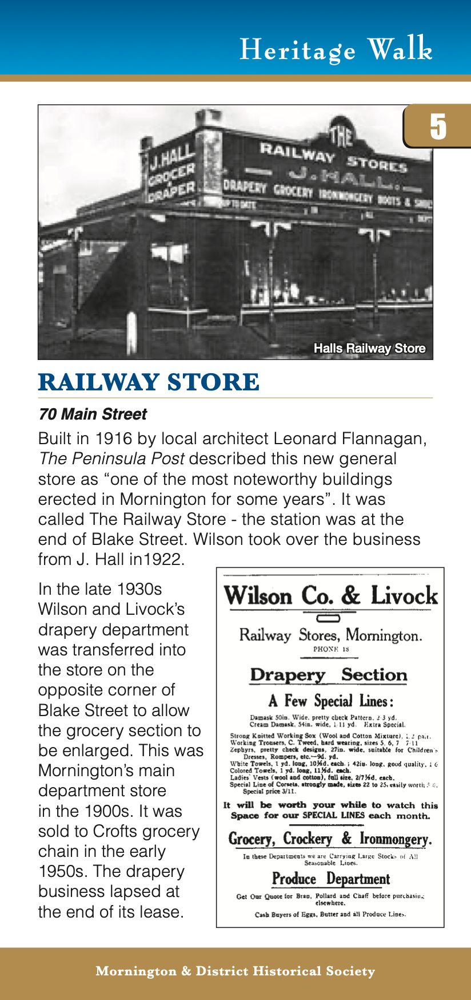 Heritage Walk
5
THE
RAILWAY STORES
J. HALL.
DRAPERY GROCERY IRONMONGERY BOOTS & SHOES
J. HALL
GROCER
&
DRAPER
UP TO DATE IN ALL DEPT
Halls Railway Store
RAILWAY STORE
70 Main Street
Built in 1916 by local architect Leonard Flannagan,
The Peninsula Post described this new general
store as “one of the most noteworthy buildings
erected in Mornington for some years”. It was
called The Railway Store - the station was at the
end of Blake Street. Wilson took over the business
from J. Hall in1922.
In the late 1930s
Wilson and Livock’s
drapery department
was transferred into
the store on the
opposite corner of
Blake Street to allow
the grocery section to
be enlarged. This was
Mornington’s main
department store
in the 1900s. It was
sold to Crofts grocery
chain in the early
1950s. The drapery
business lapsed at
the end of its lease.
Wilson Co. & Livock
Railway Stores, Mornington.
PHONE 18
Drapery Section
A Few Special Lines:
Damask 50in. Wide, pretty check Pattern, 2/3 yd.
Cream Damask, 54in. wide, 1/11 yd. Extra Special.
Strong Knitted Working Sox (Wool and Cotton Mixture), pair.
Working Trousers, C. Tweed, hard wearing, sizes 5, 6, 7 7/11
Zephyrs, pretty check designs, 27in. wide, suitable for Children's
Dresses, Rompers, etc.—9d. yd.
White Towels, 1 yd. long, 10½d. each.; 42in. long, good quality, 1/6
Colored Towels, 1 yd. long, 11½d. each.
Ladies' Vests (wool and cotton), full size, 2/7½d. each.
Special Line of Corsets, strongly made, sizes 22 to 25, easily worth
Special price 3/11.
It will be worth your while to watch this
Space for our SPECIAL LINES each month.
Grocery, Crockery & Ironmongery.
In these Departments we are Carrying Large Stocks of All
Seasonable Lines.
Produce Department
Get Our Quote for Bran, Pollard and Chaff before purchasing
elsewhere.
Cash Buyers of Eggs, Butter and all Produce Lines.
Mornington & District Historical Society